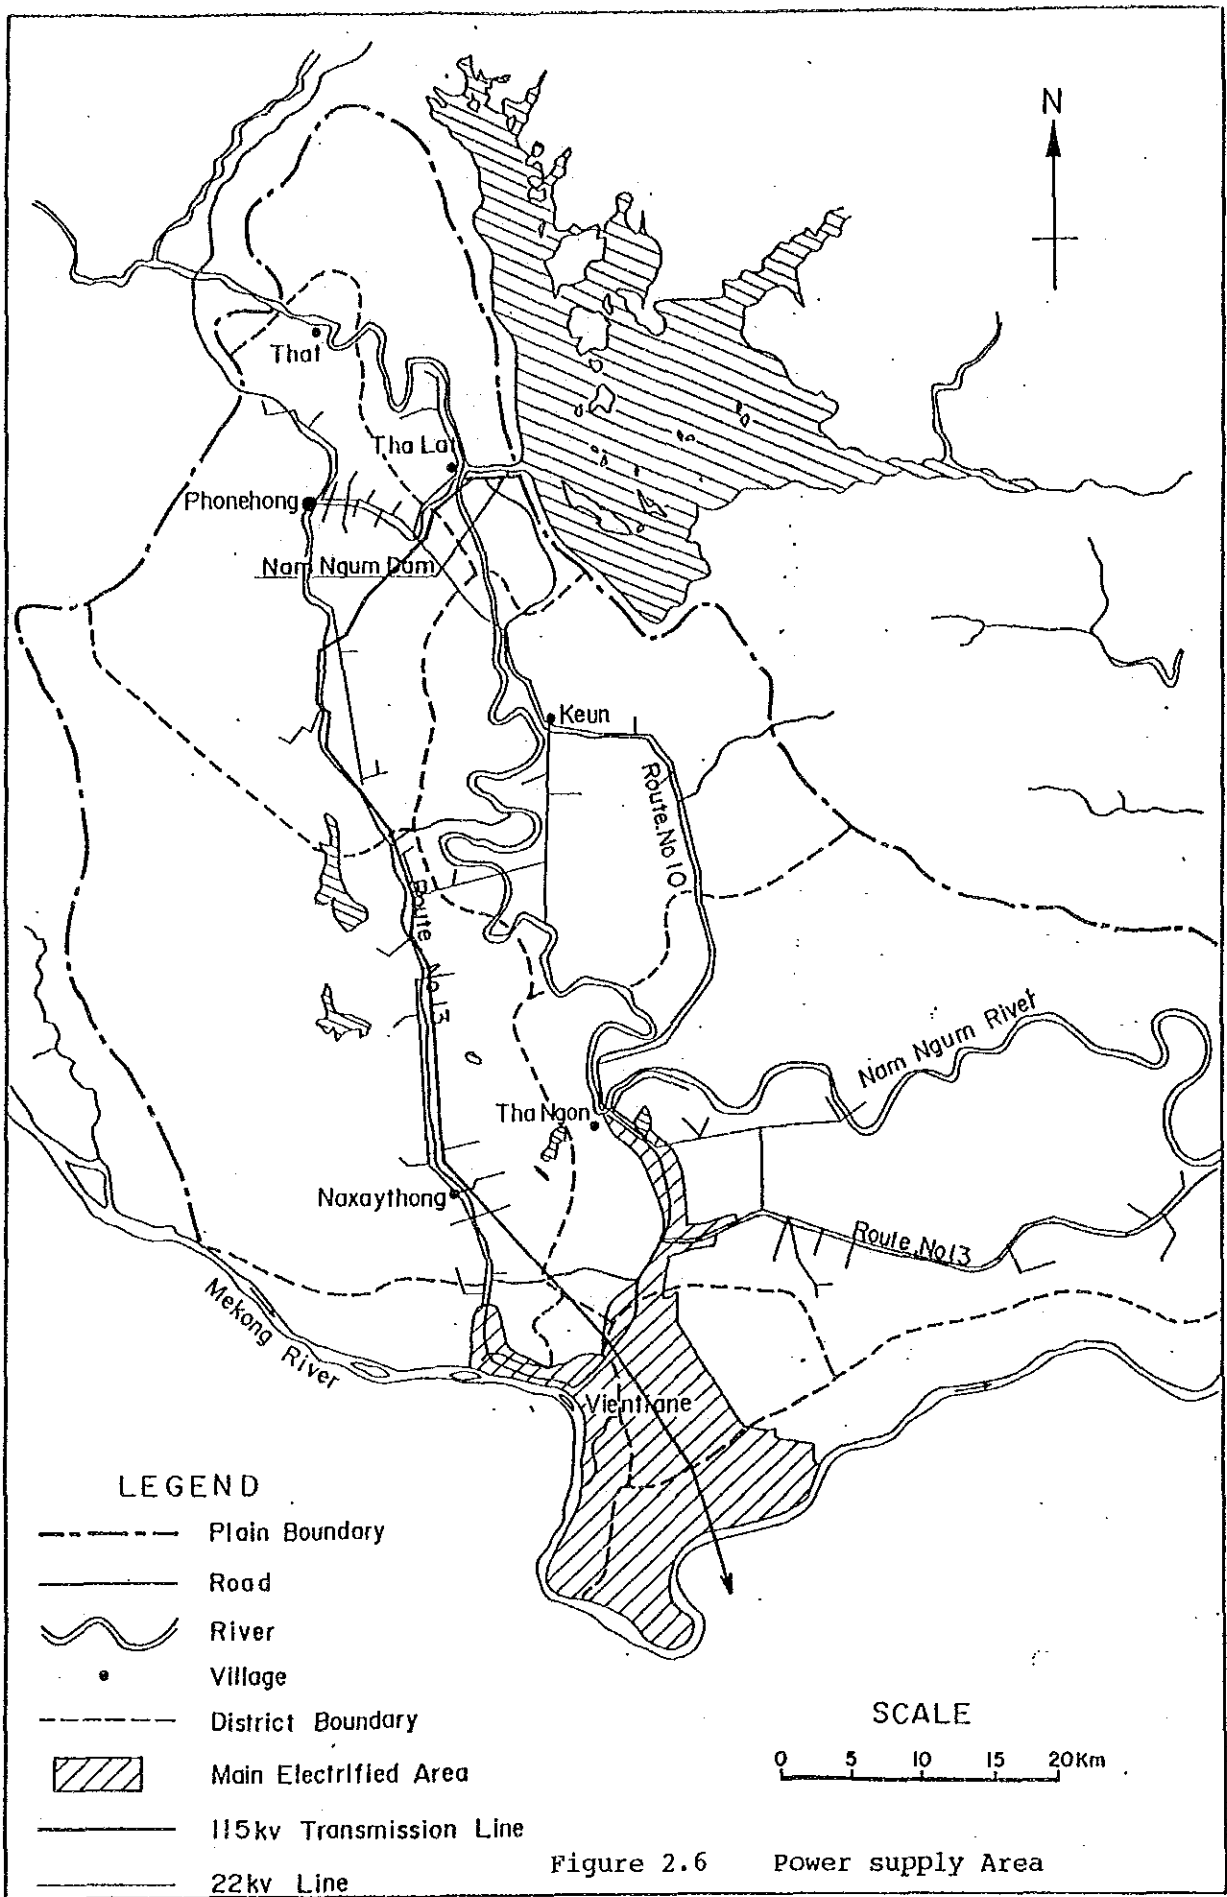 N
That
Tha Lat
Phonehong
Nam Ngum Dam
Keun
Route.No 10
Route No 13
Nam Ngum River
Tha Ngon
Naxaythong
Route.No13
Mekong River
Vientiane
LEGEND
Plain Boundary
Road
River
Village
District Boundary
Main Electrified Area
115kv Transmission Line
22kv Line
SCALE
0 5 10 15 20Km
Figure 2.6 Power supply Area